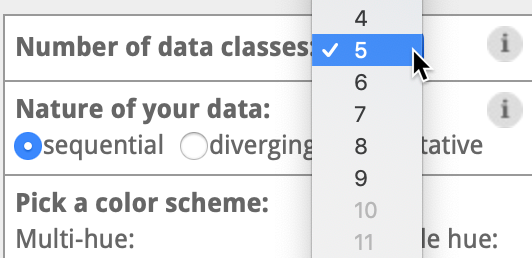 4
Number of data classes: ✓ 5 i
6
Nature of your data: i
7
sequential diverging tative
8
9
Pick a color scheme:
10
Multi-hue: le hue:
11